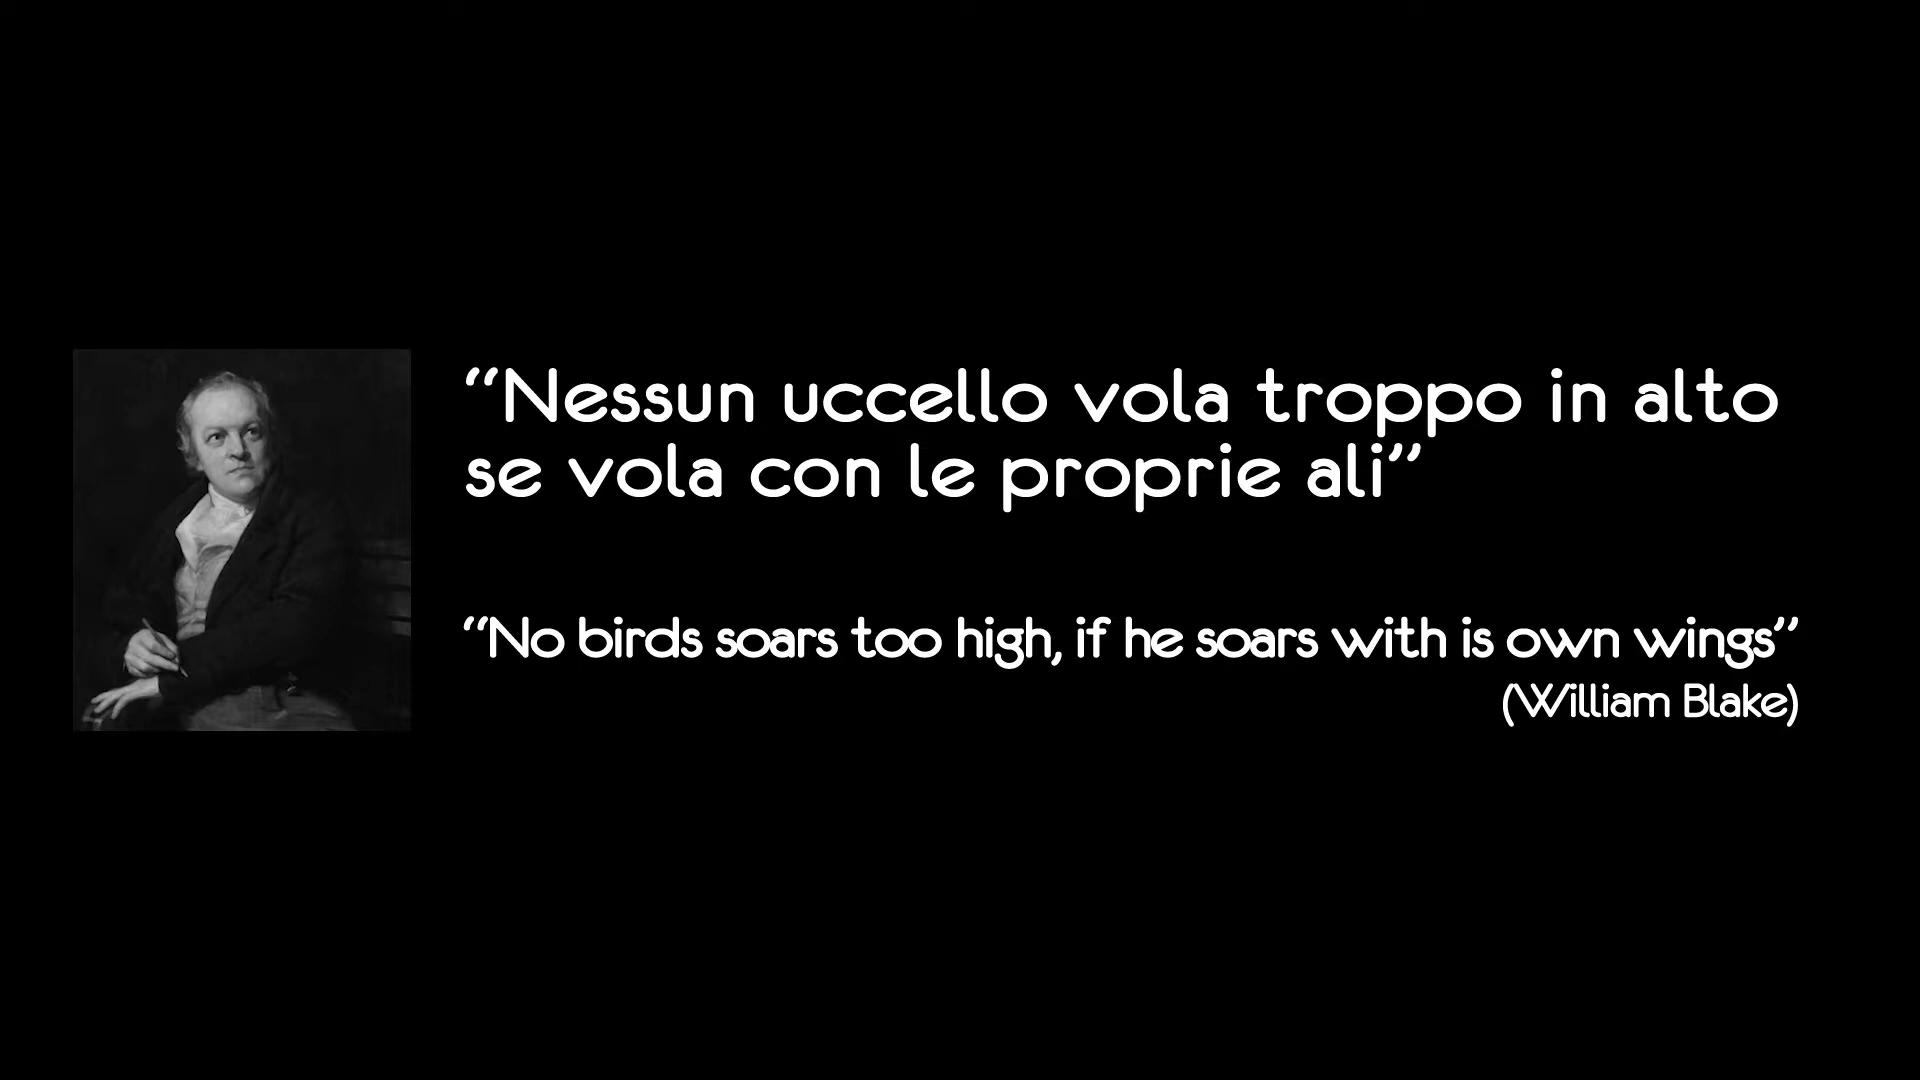 “Nessun uccello vola troppo in alto
se vola con le proprie ali”
“No birds soars too high, if he soars with is own wings”
(William Blake)